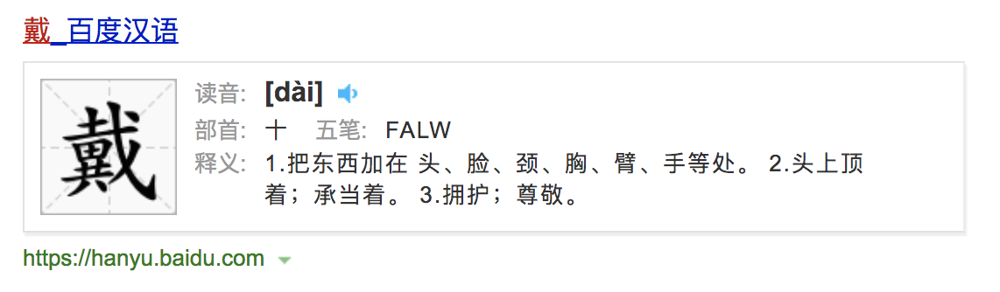 戴_百度汉语
戴
读音: [dài]
部首: 十 五笔: FALW
释义: 1.把东西加在 头、脸、颈、胸、臂、手等处。 2.头上顶
着；承当着。 3.拥护；尊敬。
https://hanyu.baidu.com